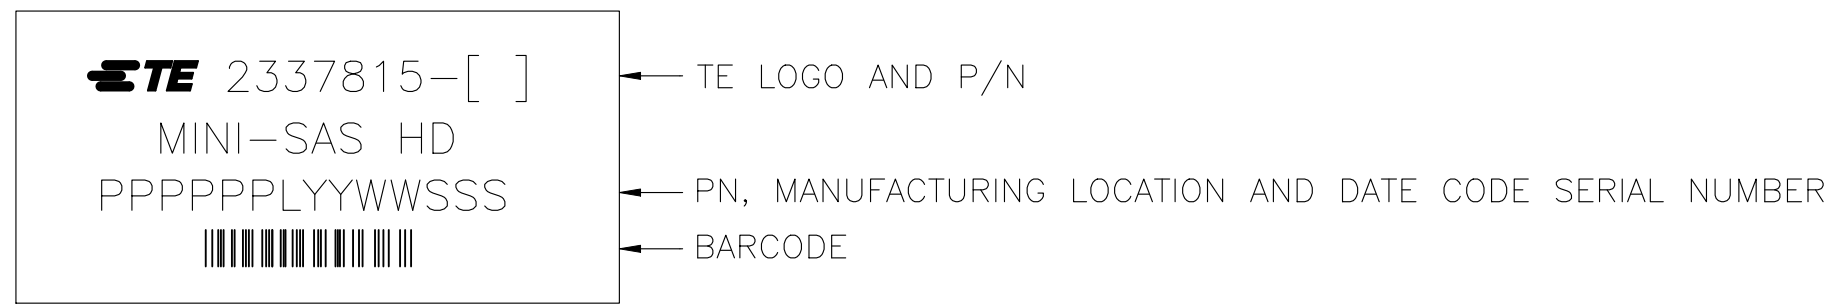 TE 2337815-[ ]
TE LOGO AND P/N
MINI-SAS HD
PPPPPPLYYWWSSS
PN, MANUFACTURING LOCATION AND DATE CODE SERIAL NUMBER
BARCODE